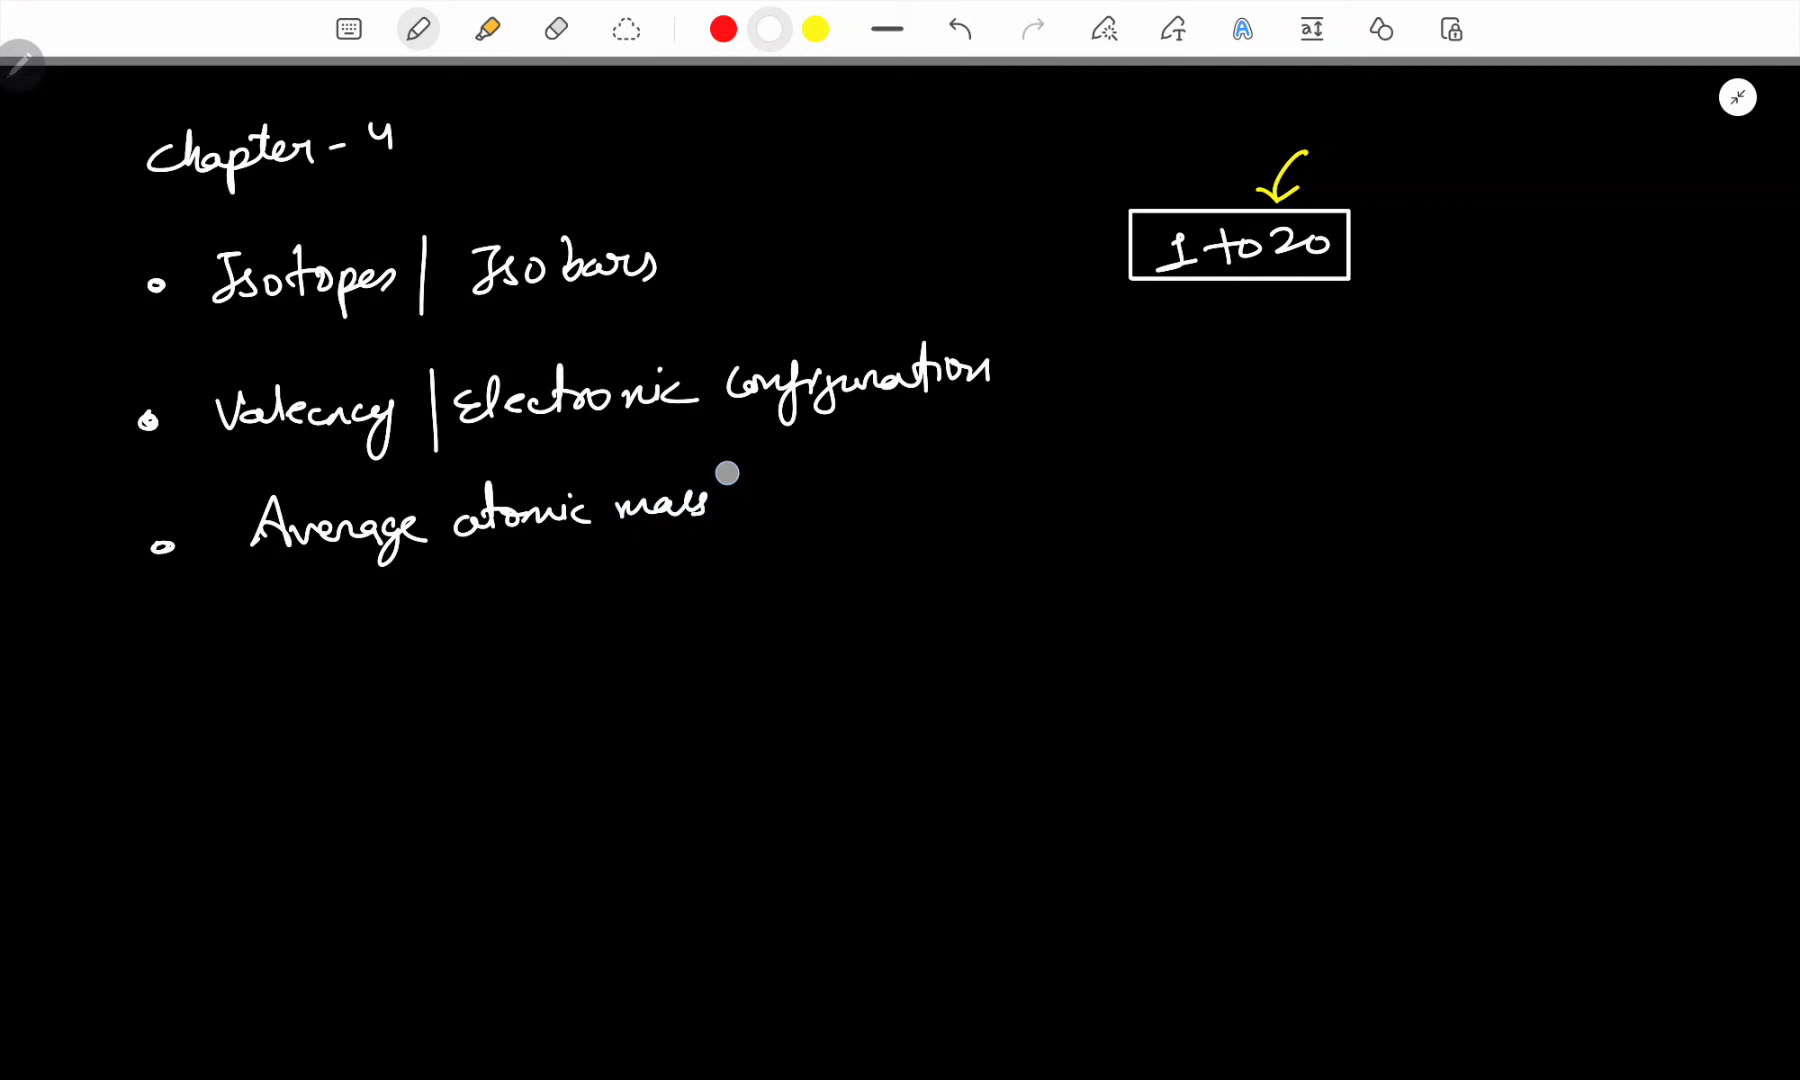 Chapter - 4
1 to 20
• Isotopes | Isobars
• Valency | Electronic configuration
• Average atomic mass